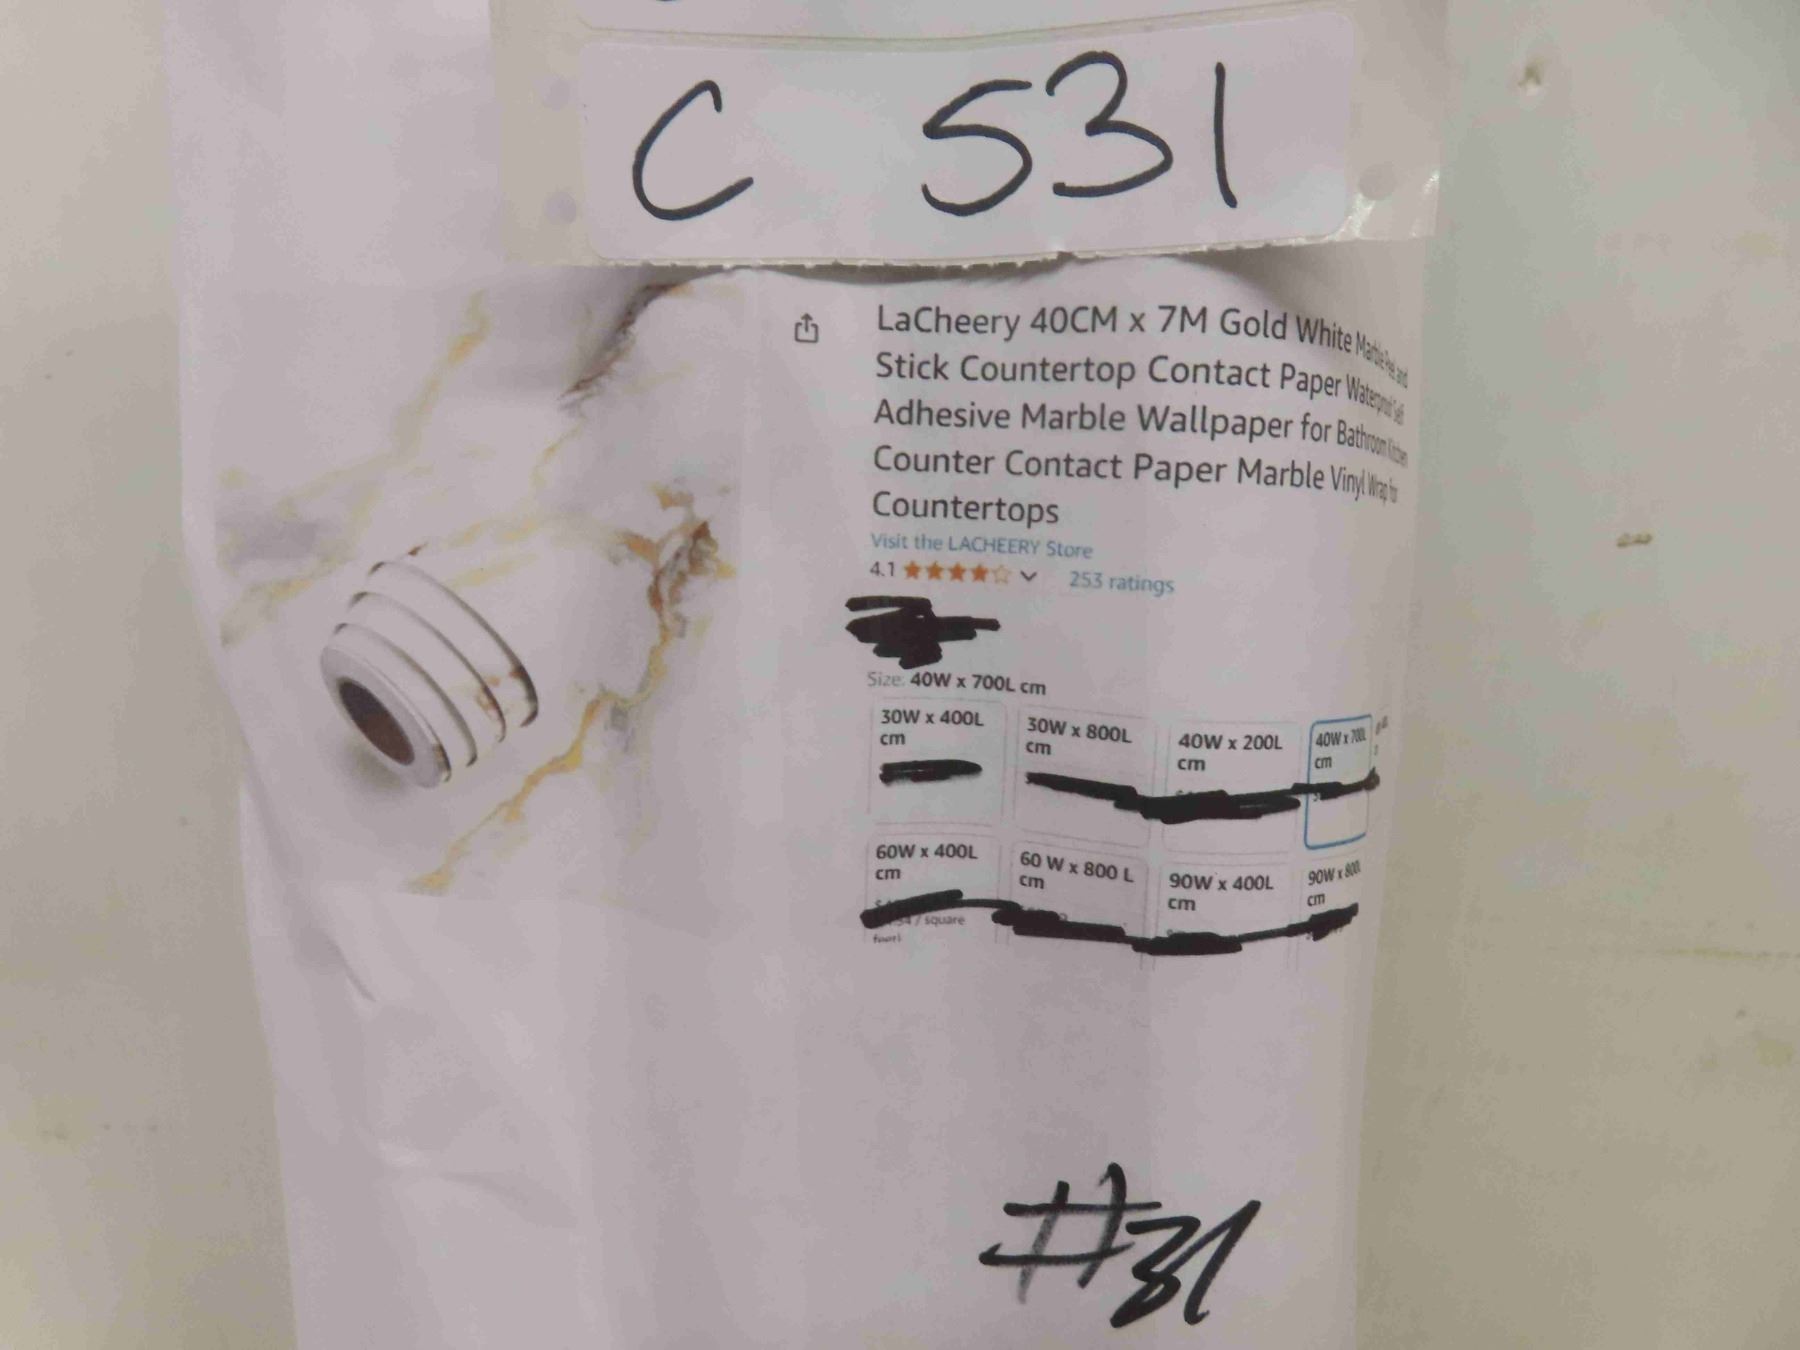 C 531
LaCheery 40CM x 7M Gold White Marble Peel and
Stick Countertop Contact Paper Waterproof Self
Adhesive Marble Wallpaper for Bathroom Kitchen
Counter Contact Paper Marble Vinyl Wrap for
Countertops
Visit the LACHEERY Store
4.1 253 ratings
Size: 40W x 700L cm
30W x 400L cm 30W x 800L cm 40W x 200L cm 40W x 700L cm
60W x 400L cm 60 W x 800 L cm 90W x 400L cm 90W x 800L cm
/ square
foot)
#31